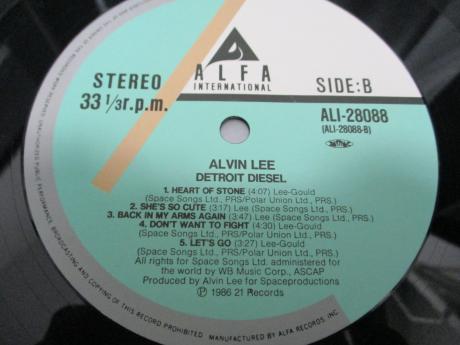 ALFA
INTERNATIONAL
STEREO
33 1/3 r.p.m.
SIDE:B
ALI-28088
(ALI-28088-B)
ALVIN LEE
DETROIT DIESEL
1. HEART OF STONE (4:07) Lee-Gould
(Space Songs Ltd., PRS/Polar Union Ltd., PRS.)
2. SHE'S SO CUTE (3:17) Lee (Space Songs Ltd., PRS.)
3. BACK IN MY ARMS AGAIN (3:47) Lee (Space Songs Ltd., PRS.)
4. DON'T WANT TO FIGHT (4:30) Lee-Gould
(Space Songs Ltd., PRS/Polar Union Ltd., PRS.)
5. LET'S GO (3:27) Lee-Gould
(Space Songs Ltd., PRS/Polar Union Ltd., PRS.)
All rights for Space Songs Ltd. administered for
the world by WB Music Corp., ASCAP
Produced by Alvin Lee for Spaceproductions
Ⓟ 1986 21 Records
BROADCASTING AND COPYING OF THIS RECORD PROHIBITED
MANUFACTURED BY ALFA RECORDS, INC.